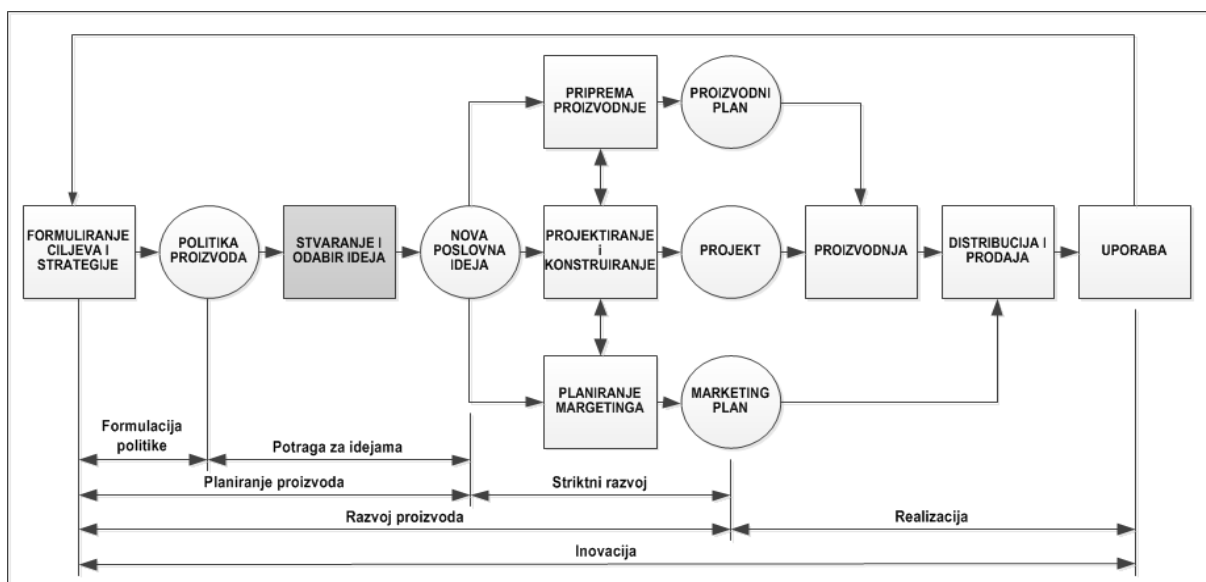 PRIPREMA
PROIZVODNJE
PROIZVODNI
PLAN
FORMULIRANJE
CILJEVA I
STRATEGIJE
POLITIKA
PROIZVODA
STVARANJE I
ODABIR IDEJA
NOVA
POSLOVNA
IDEJA
PROJEKTIRANJE
i
KONSTRUIRANJE
PROJEKT
PROIZVODNJA
DISTRIBUCIJA I
PRODAJA
UPORABA
PLANIRANJE
MARGETINGA
MARKETING
PLAN
Formulacija
politike
Potraga za idejama
Planiranje proizvoda
Striktni razvoj
Razvoj proizvoda
Realizacija
Inovacija